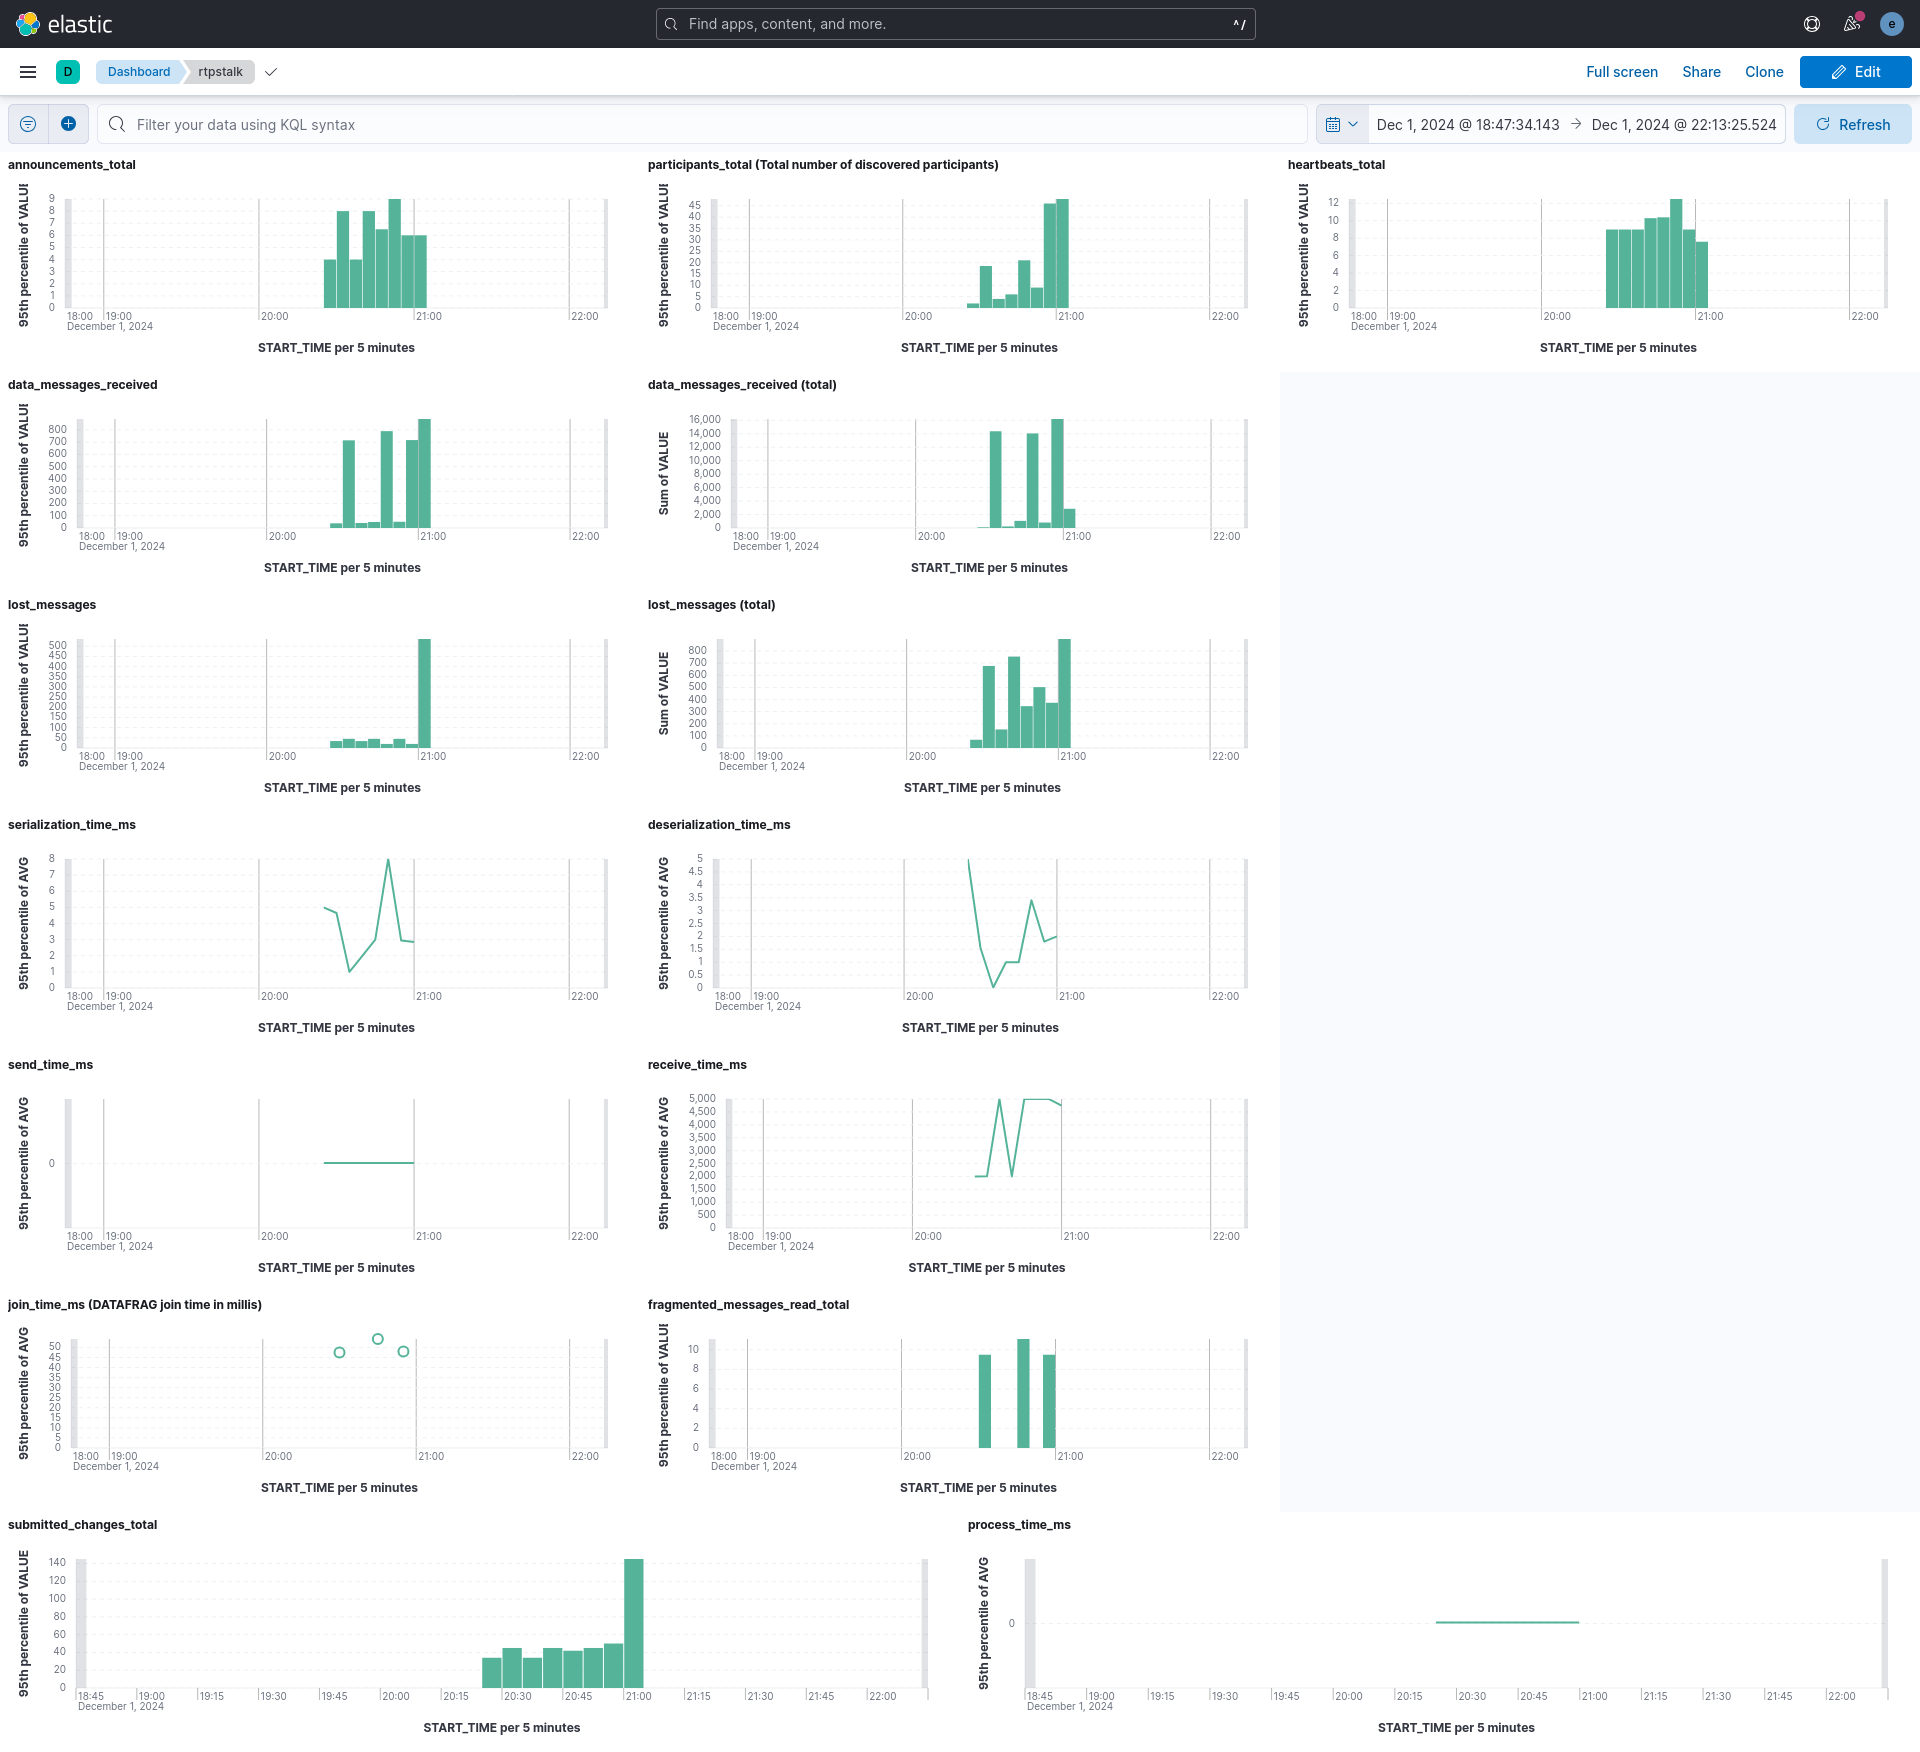 elastic
Find apps, content, and more.
^/
e
D
Dashboard
rtpstalk
Full screen
Share
Clone
Edit
Filter your data using KQL syntax
Dec 1, 2024 @ 18:47:34.143 → Dec 1, 2024 @ 22:13:25.524
Refresh
announcements_total
95th percentile of VALUE
9
8
7
6
5
4
3
2
1
0
18:00 19:00 20:00 21:00 22:00
December 1, 2024
START_TIME per 5 minutes
participants_total (Total number of discovered participants)
95th percentile of VALUE
45
40
35
30
25
20
15
10
5
0
18:00 19:00 20:00 21:00 22:00
December 1, 2024
START_TIME per 5 minutes
heartbeats_total
95th percentile of VALUE
12
10
8
6
4
2
0
18:00 19:00 20:00 21:00 22:00
December 1, 2024
START_TIME per 5 minutes
data_messages_received
95th percentile of VALUE
800
700
600
500
400
300
200
100
0
18:00 19:00 20:00 21:00 22:00
December 1, 2024
START_TIME per 5 minutes
data_messages_received (total)
Sum of VALUE
16,000
14,000
12,000
10,000
8,000
6,000
4,000
2,000
0
18:00 19:00 20:00 21:00 22:00
December 1, 2024
START_TIME per 5 minutes
lost_messages
95th percentile of VALUE
500
450
400
350
300
250
200
150
100
50
0
18:00 19:00 20:00 21:00 22:00
December 1, 2024
START_TIME per 5 minutes
lost_messages (total)
Sum of VALUE
800
700
600
500
400
300
200
100
0
18:00 19:00 20:00 21:00 22:00
December 1, 2024
START_TIME per 5 minutes
serialization_time_ms
95th percentile of AVG
8
7
6
5
4
3
2
1
0
18:00 19:00 20:00 21:00 22:00
December 1, 2024
START_TIME per 5 minutes
deserialization_time_ms
95th percentile of AVG
5
4.5
4
3.5
3
2.5
2
1.5
1
0.5
0
18:00 19:00 20:00 21:00 22:00
December 1, 2024
START_TIME per 5 minutes
send_time_ms
95th percentile of AVG
0
18:00 19:00 20:00 21:00 22:00
December 1, 2024
START_TIME per 5 minutes
receive_time_ms
95th percentile of AVG
5,000
4,500
4,000
3,500
3,000
2,500
2,000
1,500
1,000
500
0
18:00 19:00 20:00 21:00 22:00
December 1, 2024
START_TIME per 5 minutes
join_time_ms (DATAFRAG join time in millis)
95th percentile of AVG
50
45
40
35
30
25
20
15
10
5
0
18:00 19:00 20:00 21:00 22:00
December 1, 2024
START_TIME per 5 minutes
fragmented_messages_read_total
95th percentile of VALUE
10
8
6
4
2
0
18:00 19:00 20:00 21:00 22:00
December 1, 2024
START_TIME per 5 minutes
submitted_changes_total
95th percentile of VALUE
140
120
100
80
60
40
20
0
18:45 19:00 19:15 19:30 19:45 20:00 20:15 20:30 20:45 21:00 21:15 21:30 21:45 22:00
December 1, 2024
START_TIME per 5 minutes
process_time_ms
95th percentile of AVG
0
18:45 19:00 19:15 19:30 19:45 20:00 20:15 20:30 20:45 21:00 21:15 21:30 21:45 22:00
December 1, 2024
START_TIME per 5 minutes